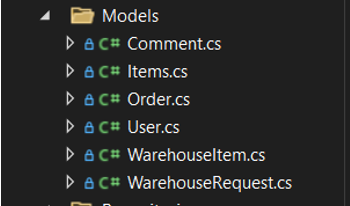 Models
C# Comment.cs
C# Items.cs
C# Order.cs
C# User.cs
C# WarehouseItem.cs
C# WarehouseRequest.cs